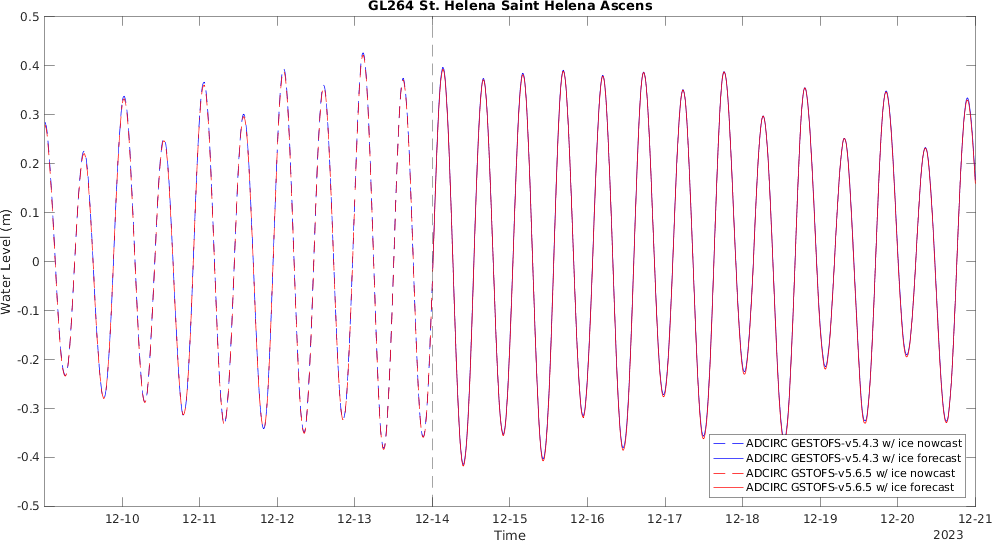 GL264 St. Helena Saint Helena Ascens
0.5
0.4
0.3
0.2
0.1
0
-0.1
-0.2
-0.3
-0.4
-0.5
Water Level (m)
ADCIRC GESTOFS-v5.4.3 w/ ice nowcast
ADCIRC GESTOFS-v5.4.3 w/ ice forecast
ADCIRC GSTOFS-v5.6.5 w/ ice nowcast
ADCIRC GSTOFS-v5.6.5 w/ ice forecast
12-10 12-11 12-12 12-13 12-14 12-15 12-16 12-17 12-18 12-19 12-20 12-21
Time
2023